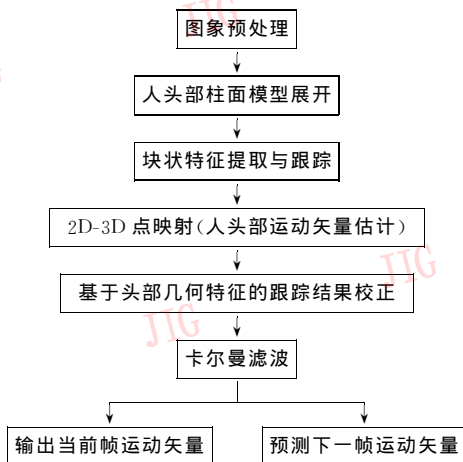 图象预处理
人头部柱面模型展开
块状特征提取与跟踪
2D-3D 点映射(人头部运动矢量估计)
基于头部几何特征的跟踪结果校正
卡尔曼滤波
输出当前帧运动矢量
预测下一帧运动矢量
JIG
JIG
JIG